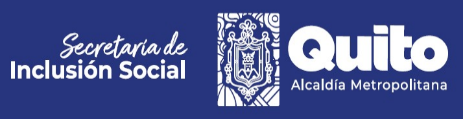 Secretaría de
Inclusión Social
Quito
Alcaldía Metropolitana